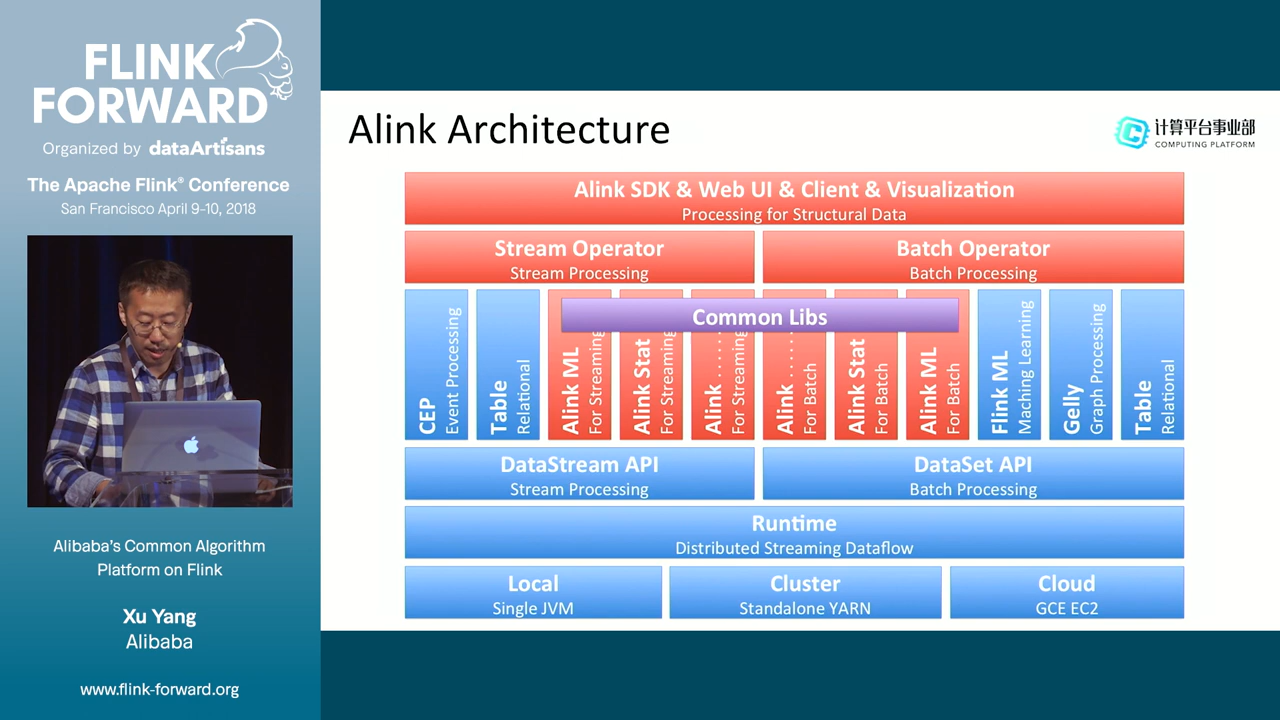 FLINK
FORWARD
Organized by dataArtisans
The Apache Flink® Conference
San Francisco April 9-10, 2018
Alibaba's Common Algorithm
Platform on Flink
Xu Yang
Alibaba
www.flink-forward.org
Alink Architecture
计算平台事业部
COMPUTING PLATFORM
Alink SDK & Web UI & Client & Visualization
Processing for Structural Data
Stream Operator
Stream Processing
Batch Operator
Batch Processing
Common Libs
CEP
Event Processing
Table
Relational
Alink ML
For Streaming
Alink Stat
For Streaming
Alink ......
For Streaming
Alink ......
For Batch
Alink Stat
For Batch
Alink ML
For Batch
Flink ML
Maching Learning
Gelly
Graph Processing
Table
Relational
DataStream API
Stream Processing
DataSet API
Batch Processing
Runtime
Distributed Streaming Dataflow
Local
Single JVM
Cluster
Standalone YARN
Cloud
GCE EC2